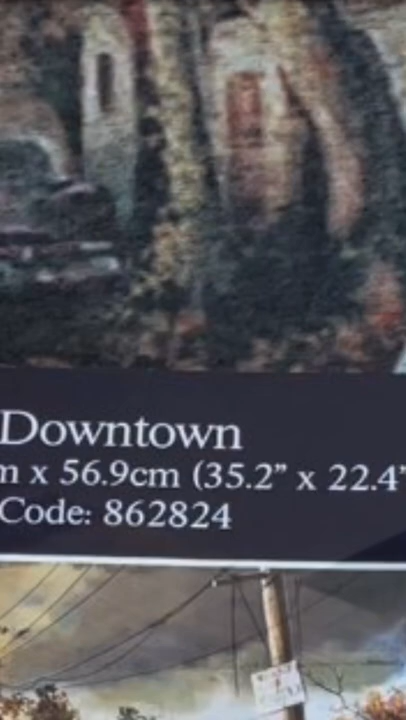 Downtown
m x 56.9cm (35.2” x 22.4”
Code: 862824